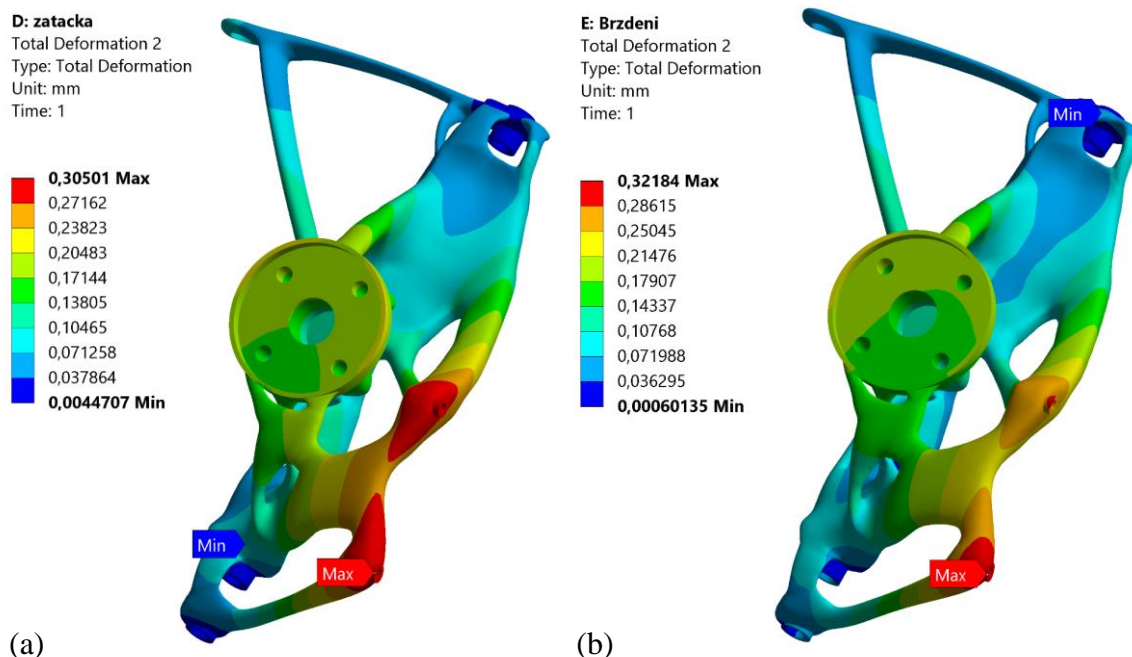 D: zatacka
Total Deformation 2
Type: Total Deformation
Unit: mm
Time: 1
0,30501 Max
0,27162
0,23823
0,20483
0,17144
0,13805
0,10465
0,071258
0,037864
0,0044707 Min
Min
Max
(a)
E: Brzdeni
Total Deformation 2
Type: Total Deformation
Unit: mm
Time: 1
0,32184 Max
0,28615
0,25045
0,21476
0,17907
0,14337
0,10768
0,071988
0,036295
0,00060135 Min
Min
Max
(b)